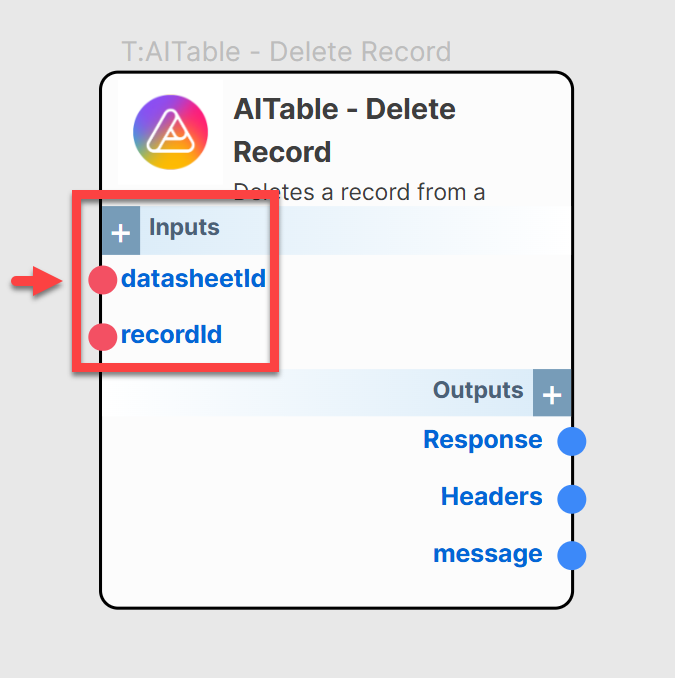 T:AITable - Delete Record
AITable - Delete
Record
Deletes a record from a
+ Inputs
datasheetId
recordId
Outputs +
Response
Headers
message